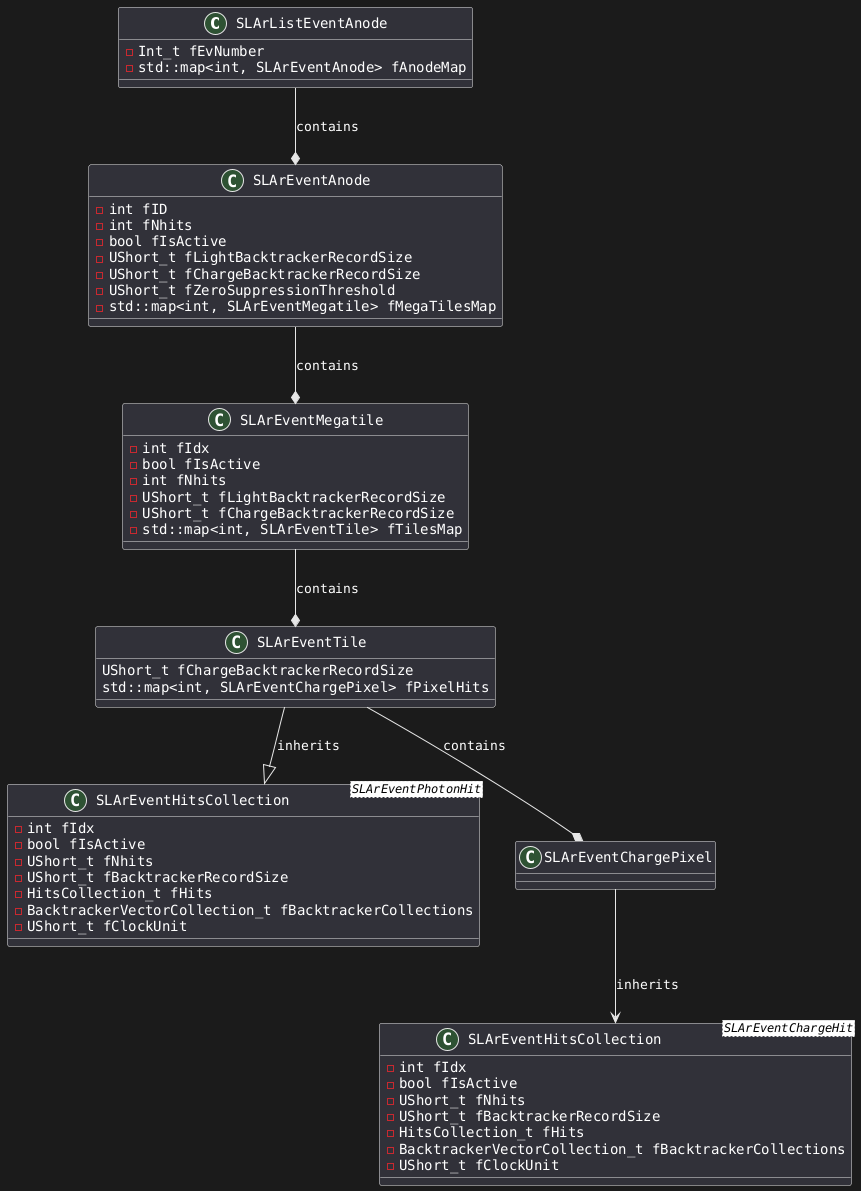 C SLArListEventAnode
Int_t fEvNumber
std::map<int, SLArEventAnode> fAnodeMap
contains
C SLArEventAnode
int fID
int fNhits
bool fIsActive
UShort_t fLightBacktrackerRecordSize
UShort_t fChargeBacktrackerRecordSize
UShort_t fZeroSuppressionThreshold
std::map<int, SLArEventMegatile> fMegaTilesMap
contains
C SLArEventMegatile
int fIdx
bool fIsActive
int fNhits
UShort_t fLightBacktrackerRecordSize
UShort_t fChargeBacktrackerRecordSize
std::map<int, SLArEventTile> fTilesMap
contains
C SLArEventTile
UShort_t fChargeBacktrackerRecordSize
std::map<int, SLArEventChargePixel> fPixelHits
inherits
contains
SLArEventPhotonHit
C SLArEventHitsCollection
int fIdx
bool fIsActive
UShort_t fNhits
UShort_t fBacktrackerRecordSize
HitsCollection_t fHits
BacktrackerVectorCollection_t fBacktrackerCollections
UShort_t fClockUnit
C SLArEventChargePixel
inherits
SLArEventChargeHit
C SLArEventHitsCollection
int fIdx
bool fIsActive
UShort_t fNhits
UShort_t fBacktrackerRecordSize
HitsCollection_t fHits
BacktrackerVectorCollection_t fBacktrackerCollections
UShort_t fClockUnit